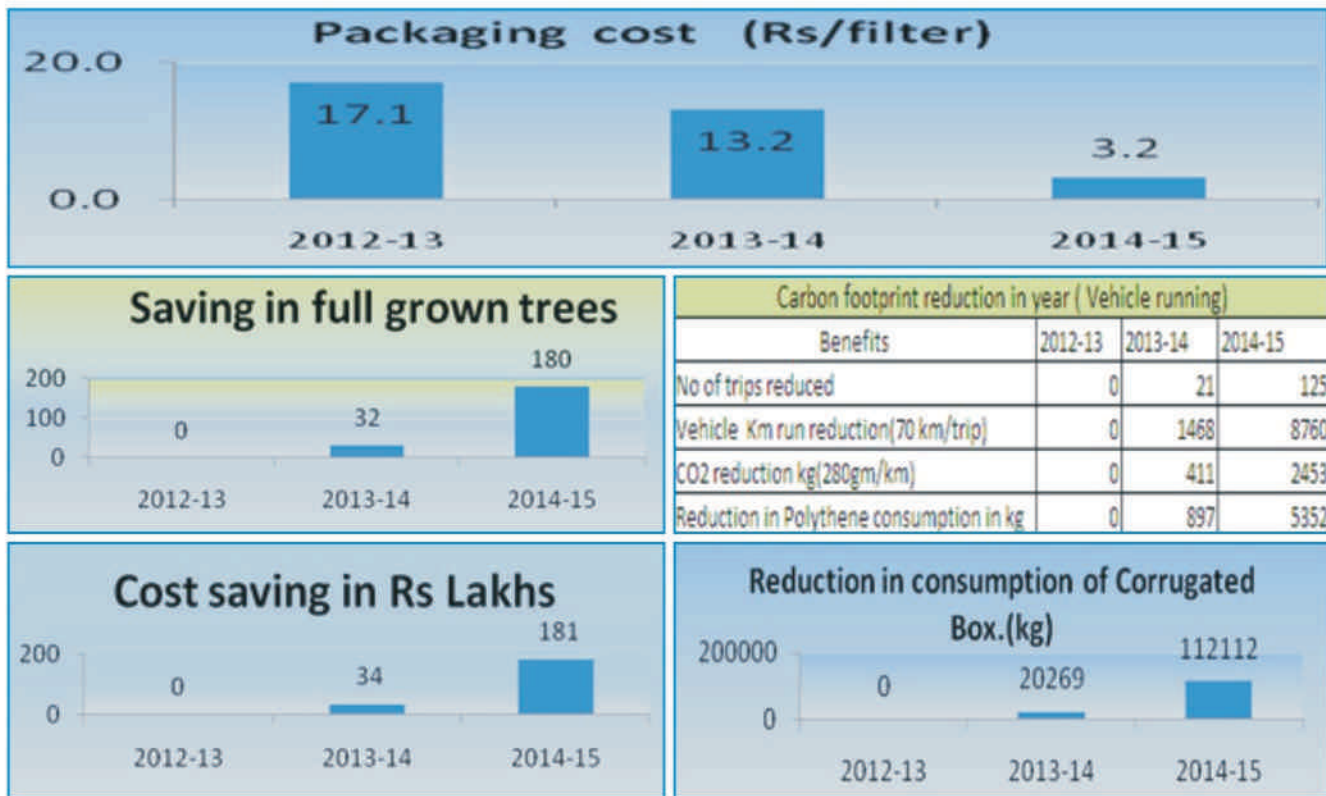 Packaging cost (Rs/filter)
20.0
17.1
13.2
3.2
0.0
2012-13 2013-14 2014-15
Saving in full grown trees
180
200
100
32
0
0
2012-13 2013-14 2014-15
Carbon footprint reduction in year ( Vehicle running)
Benefits 2012-13 2013-14 2014-15
No of trips reduced 0 21 125
Vehicle Km run reduction(70 km/trip) 0 1468 8760
CO2 reduction kg(280gm/km) 0 411 2453
Reduction in Polythene consumption in kg 0 897 5352
Cost saving in Rs Lakhs
181
200
34
0
0
2012-13 2013-14 2014-15
Reduction in consumption of Corrugated
Box.(kg)
200000
112112
20269
0
0
2012-13 2013-14 2014-15